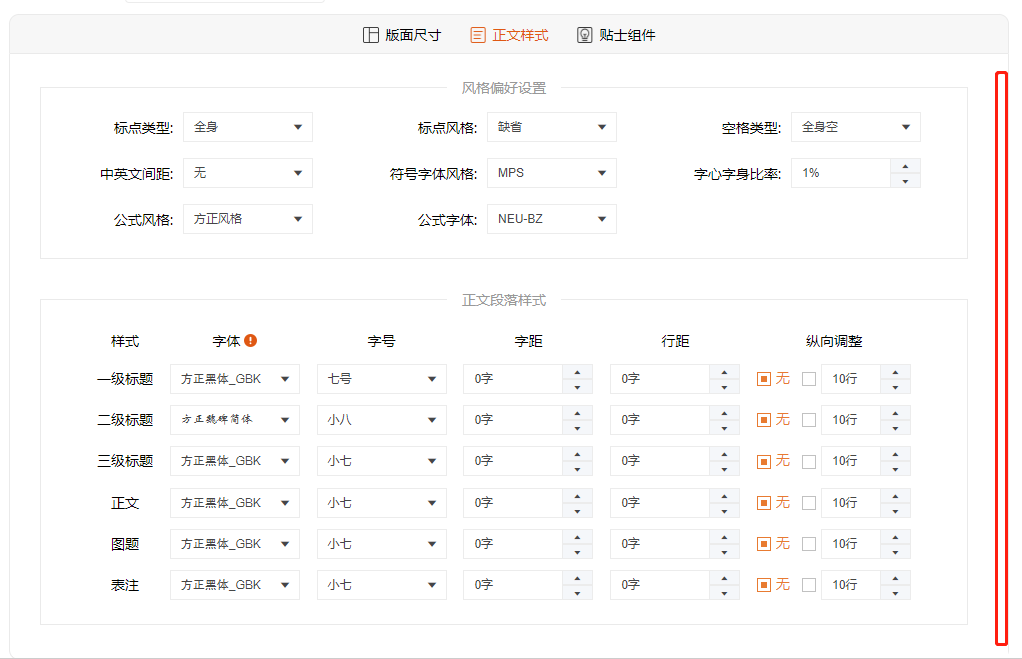 版面尺寸 正文样式 贴士组件
风格偏好设置
标点类型: 全身 标点风格: 缺省 空格类型: 全身空
中英文间距: 无 符号字体风格: MPS 字心字身比率: 1%
公式风格: 方正风格 公式字体: NEU-BZ
正文段落样式
样式 字体 字号 字距 行距 纵向调整
一级标题 方正黑体_GBK 七号 0字 0字 无 10行
二级标题 方正魏碑简体 小八 0字 0字 无 10行
三级标题 方正黑体_GBK 小七 0字 0字 无 10行
正文 方正黑体_GBK 小七 0字 0字 无 10行
图题 方正黑体_GBK 小七 0字 0字 无 10行
表注 方正黑体_GBK 小七 0字 0字 无 10行